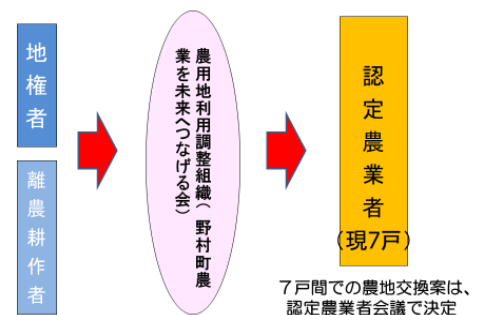 地権者
離農耕作者
農用地利用調整組織(野村町農
業を未来へつなげる会)
認定農業者
(現7戸)
７戸間での農地交換案は、
認定農業者会議で決定